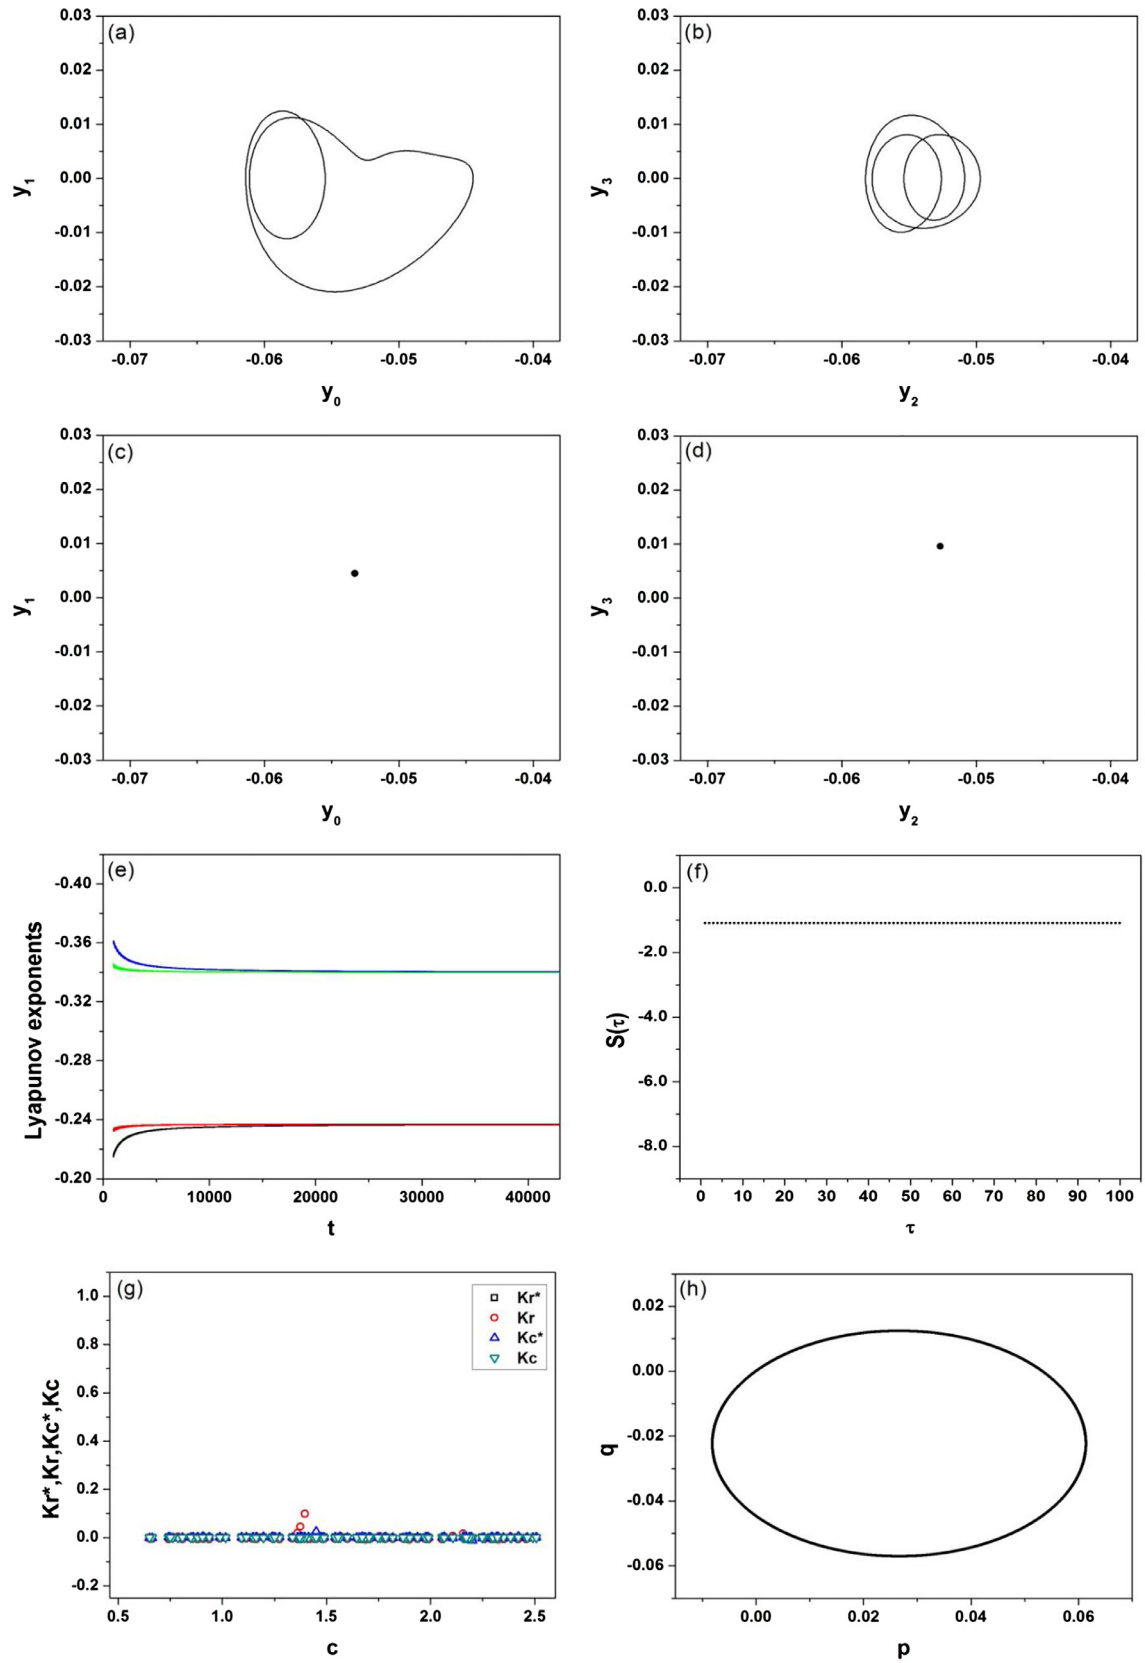 (a)
0.03
0.02
0.01
0.00
-0.01
-0.02
-0.03
y1
-0.07 -0.06 -0.05 -0.04
y0
(b)
0.03
0.02
0.01
0.00
-0.01
-0.02
-0.03
y3
-0.07 -0.06 -0.05 -0.04
y2
(c)
0.03
0.02
0.01
0.00
-0.01
-0.02
-0.03
y1
-0.07 -0.06 -0.05 -0.04
y0
(d)
0.03
0.02
0.01
0.00
-0.01
-0.02
-0.03
y3
-0.07 -0.06 -0.05 -0.04
y2
(e)
-0.40
-0.36
-0.32
-0.28
-0.24
-0.20
Lyapunov exponents
0 10000 20000 30000 40000
t
(f)
0.0
-2.0
-4.0
-6.0
-8.0
S(τ)
0 10 20 30 40 50 60 70 80 90 100
τ
(g)
1.0
0.8
0.6
0.4
0.2
0.0
-0.2
Kr*,Kr,Kc*,Kc
Kr*
Kr
Kc*
Kc
0.5 1.0 1.5 2.0 2.5
c
(h)
0.02
0.00
-0.02
-0.04
-0.06
q
0.00 0.02 0.04 0.06
p